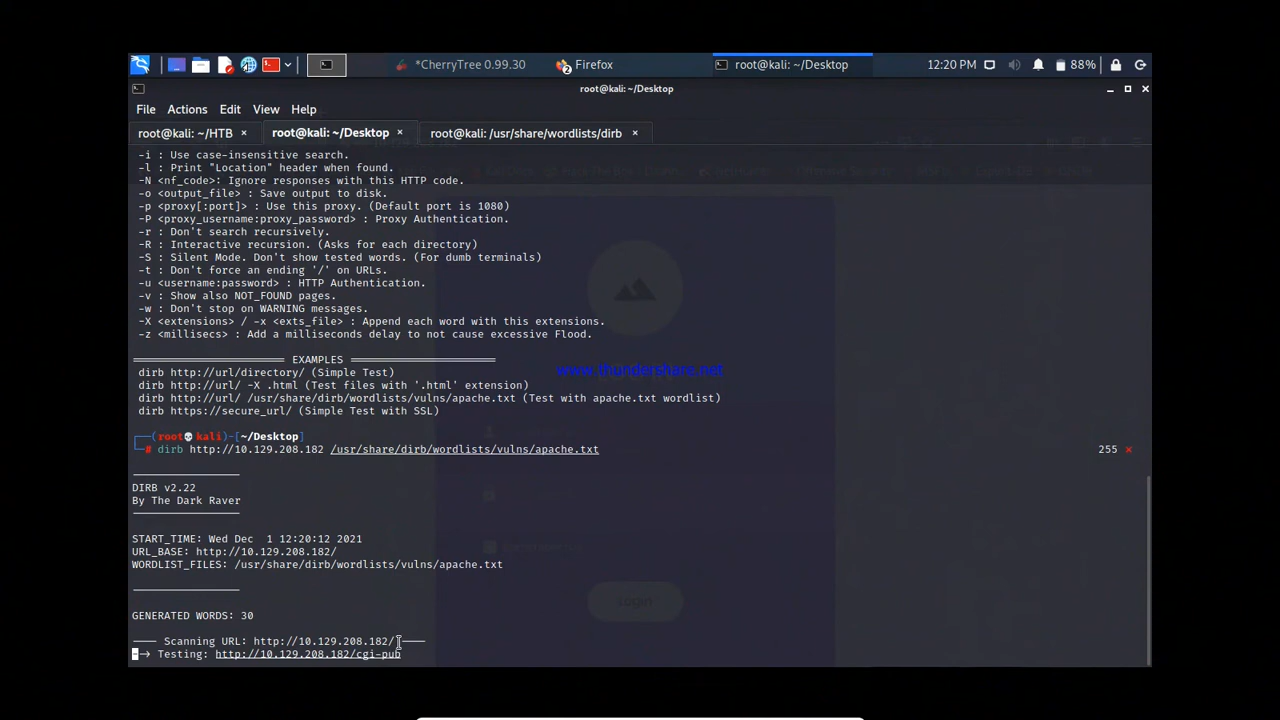 *CherryTree 0.99.30
2 Firefox
root@kali: ~/Desktop
12:20 PM
88%
root@kali: ~/Desktop
File Actions Edit View Help
root@kali: ~/HTB ×
root@kali: ~/Desktop ×
root@kali: /usr/share/wordlists/dirb ×
-i : Use case-insensitive search.
-l : Print "Location" header when found.
-N <nf_code>: Ignore responses with this HTTP code.
-o <output_file> : Save output to disk.
-p <proxy[:port]> : Use this proxy. (Default port is 1080)
-P <proxy_username:proxy_password> : Proxy Authentication.
-r : Don't search recursively.
-R : Interactive recursion. (Asks for each directory)
-S : Silent Mode. Don't show tested words. (For dumb terminals)
-t : Don't force an ending '/' on URLs.
-u <username:password> : HTTP Authentication.
-v : Show also NOT_FOUND pages.
-w : Don't stop on WARNING messages.
-X <extensions> / -x <exts_file> : Append each word with this extensions.
-z <millisecs> : Add a milliseconds delay to not cause excessive Flood.
EXAMPLES
www.thundershare.net
dirb http://url/directory/ (Simple Test)
dirb http://url/ -X .html (Test files with '.html' extension)
dirb http://url/ /usr/share/dirb/wordlists/vulns/apache.txt (Test with apache.txt wordlist)
dirb https://secure_url/ (Simple Test with SSL)
(root💀kali)-[~/Desktop]
# dirb http://10.129.208.182 /usr/share/dirb/wordlists/vulns/apache.txt 255 ×
DIRB v2.22
By The Dark Raver
START_TIME: Wed Dec  1 12:20:12 2021
URL_BASE: http://10.129.208.182/
WORDLIST_FILES: /usr/share/dirb/wordlists/vulns/apache.txt
Login
GENERATED WORDS: 30
---- Scanning URL: http://10.129.208.182/ ----
--> Testing: http://10.129.208.182/cgi-pub